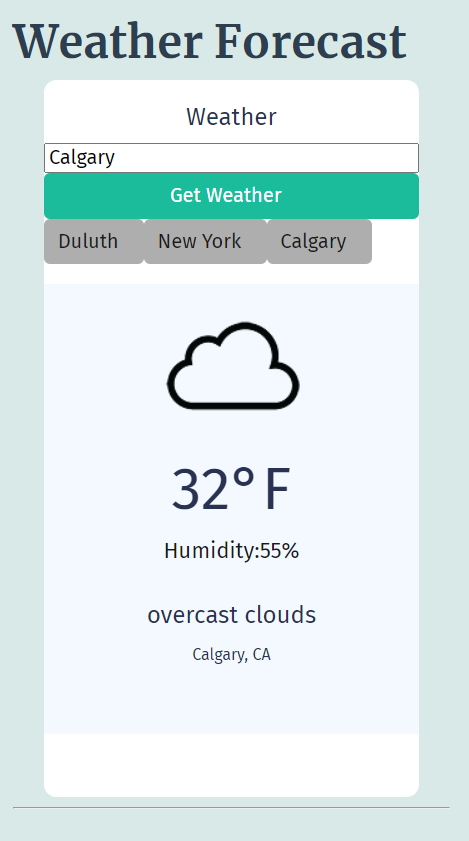 Weather Forecast
Weather
Calgary
Get Weather
Duluth New York Calgary
32°F
Humidity:55%
overcast clouds
Calgary, CA